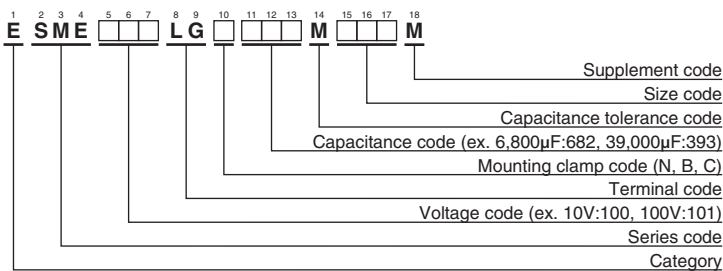 1 2 3 4 5 6 7 8 9 10 11 12 13 14 15 16 17 18
E SME LG M M
Supplement code
Size code
Capacitance tolerance code
Capacitance code (ex. 6,800μF:682, 39,000μF:393)
Mounting clamp code (N, B, C)
Terminal code
Voltage code (ex. 10V:100, 100V:101)
Series code
Category